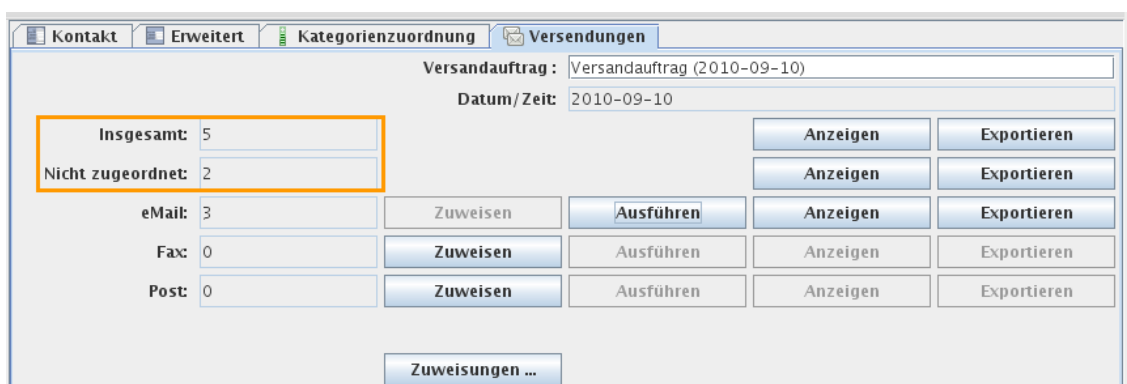 Kontakt Erweitert Kategorienzuordnung Versendungen
Versandauftrag : Versandauftrag (2010-09-10)
Datum/Zeit: 2010-09-10
Insgesamt: 5 Anzeigen Exportieren
Nicht zugeordnet: 2 Anzeigen Exportieren
eMail: 3 Zuweisen Ausführen Anzeigen Exportieren
Fax: 0 Zuweisen Ausführen Anzeigen Exportieren
Post: 0 Zuweisen Ausführen Anzeigen Exportieren
Zuweisungen ...